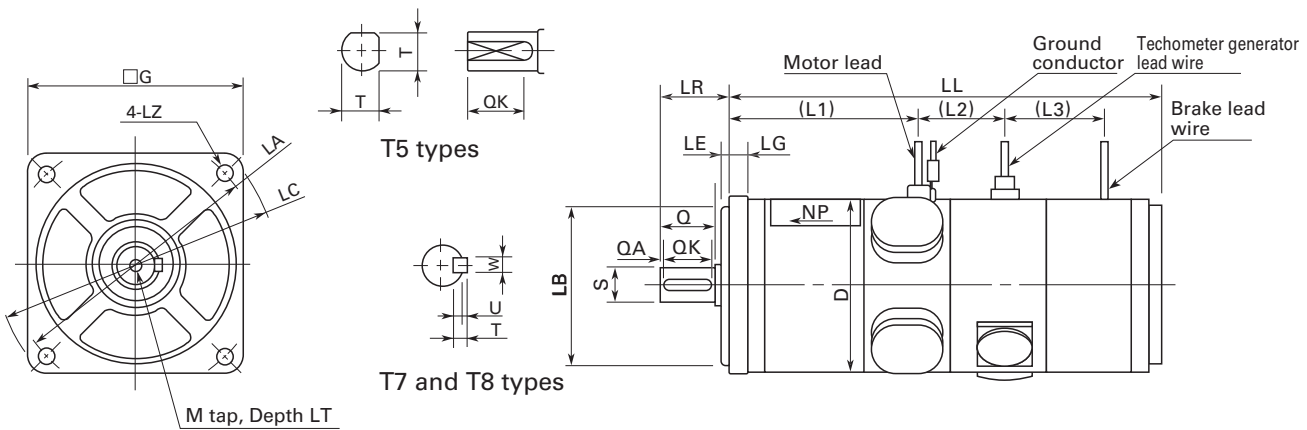 □G
4-LZ
LA
LC
M tap, Depth LT
T
T
QK
T5 types
W
U
T
T7 and T8 types
Motor lead
Ground
conductor
Techometer generator
lead wire
Brake lead
wire
LR
LL
(L1)
(L2)
(L3)
LE
LG
NP
Q
QA
QK
LB
S
D